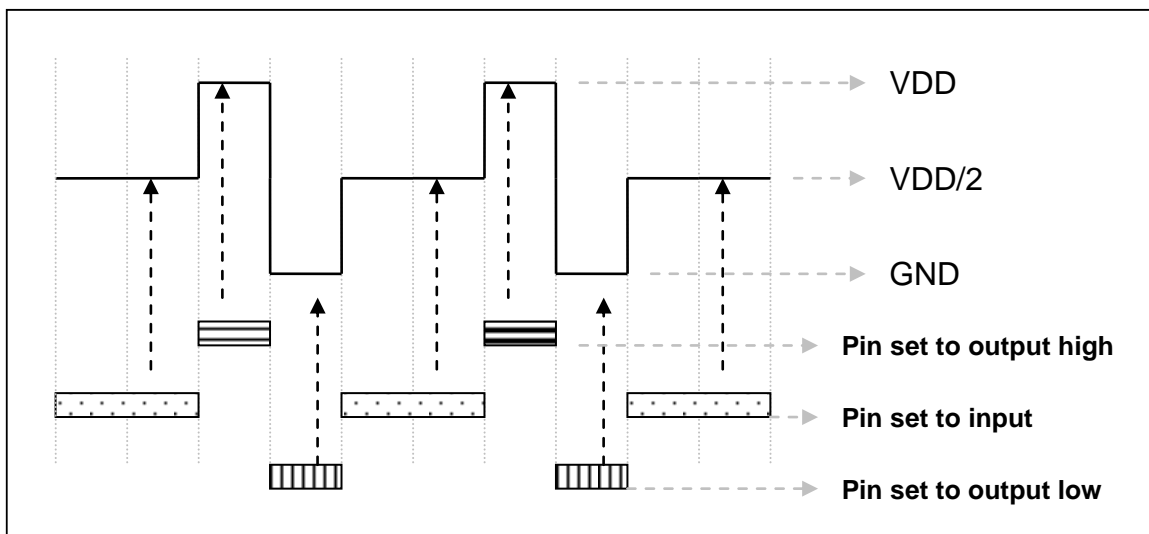 VDD
VDD/2
GND
Pin set to output high
Pin set to input
Pin set to output low